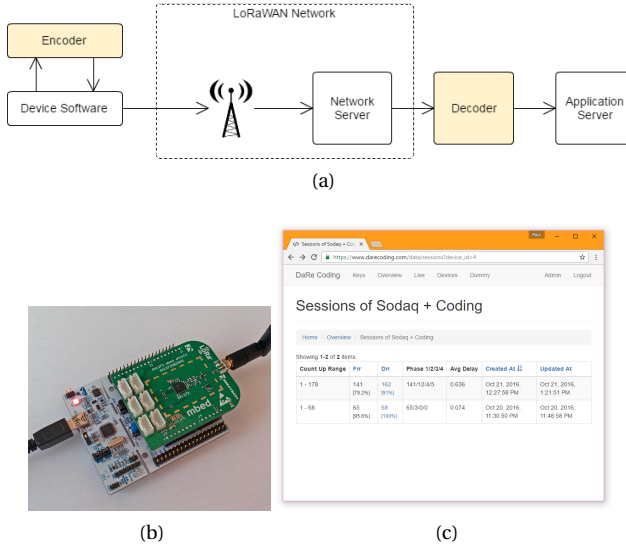 LoRaWAN Network
Encoder
Device Software
Network
Server
Decoder
Application
Server
(a)
Sessions of Sodaq + Cod
https://www.darecoding.com/data/sessions?device_id=4
DaRe Coding Keys Overview Live Devices Dummy Admin Logout
Sessions of Sodaq + Coding
Home / Overview / Sessions of Sodaq + Coding
Showing 1-2 of 2 items.
Count Up Range Frr Drr Phase 1/2/3/4 Avg Delay Created At Updated At
1 - 178 141 162 141/12/4/5 0.636 Oct 21, 2016, Oct 21, 2016,
(79.2%) (91%) 12:27:58 PM 1:21:51 PM
1 - 68 65 68 65/3/0/0 0.074 Oct 20, 2016, Oct 20, 2016,
(95.6%) (100%) 11:30:50 PM 11:48:58 PM
mbed
(b)
(c)